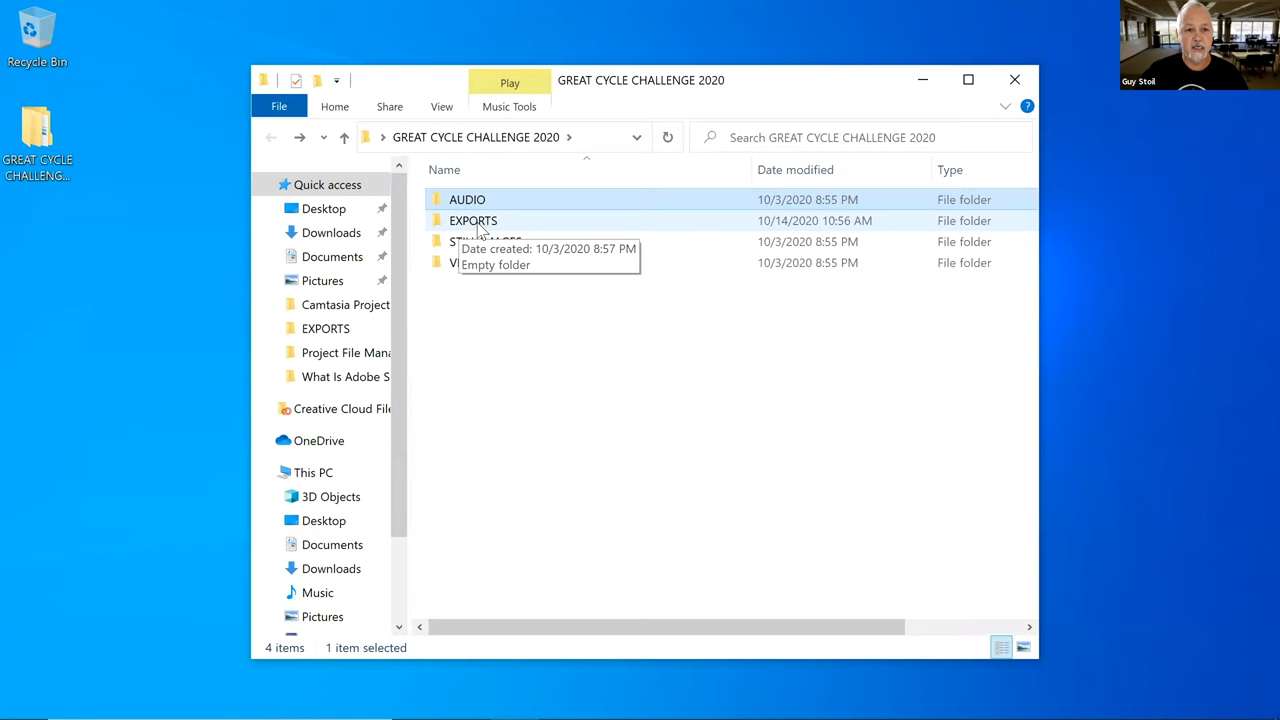 Recycle Bin
GREAT CYCLE
CHALLENG...
Play
GREAT CYCLE CHALLENGE 2020
File
Home
Share
View
Music Tools
GREAT CYCLE CHALLENGE 2020
Search GREAT CYCLE CHALLENGE 2020
Name
Date modified
Type
Quick access
Desktop
Downloads
Documents
Pictures
Camtasia Project
EXPORTS
Project File Mana
What Is Adobe S
Creative Cloud File
OneDrive
This PC
3D Objects
Desktop
Documents
Downloads
Music
Pictures
AUDIO 10/3/2020 8:55 PM File folder
EXPORTS 10/14/2020 10:56 AM File folder
10/3/2020 8:55 PM File folder
10/3/2020 8:55 PM File folder
Date created: 10/3/2020 8:57 PM
Empty folder
4 items
1 item selected
Guy Stoil